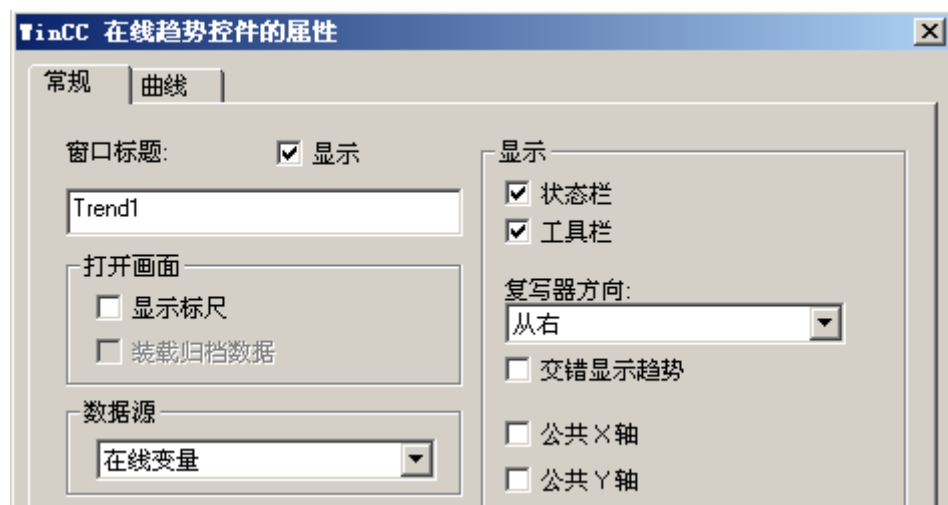 WinCC 在线趋势控件的属性
常规 曲线
窗口标题: 显示
Trend1
打开画面
显示标尺
装载归档数据
数据源
在线变量
显示
状态栏
工具栏
复写器方向:
从右
交错显示趋势
公共X轴
公共Y轴